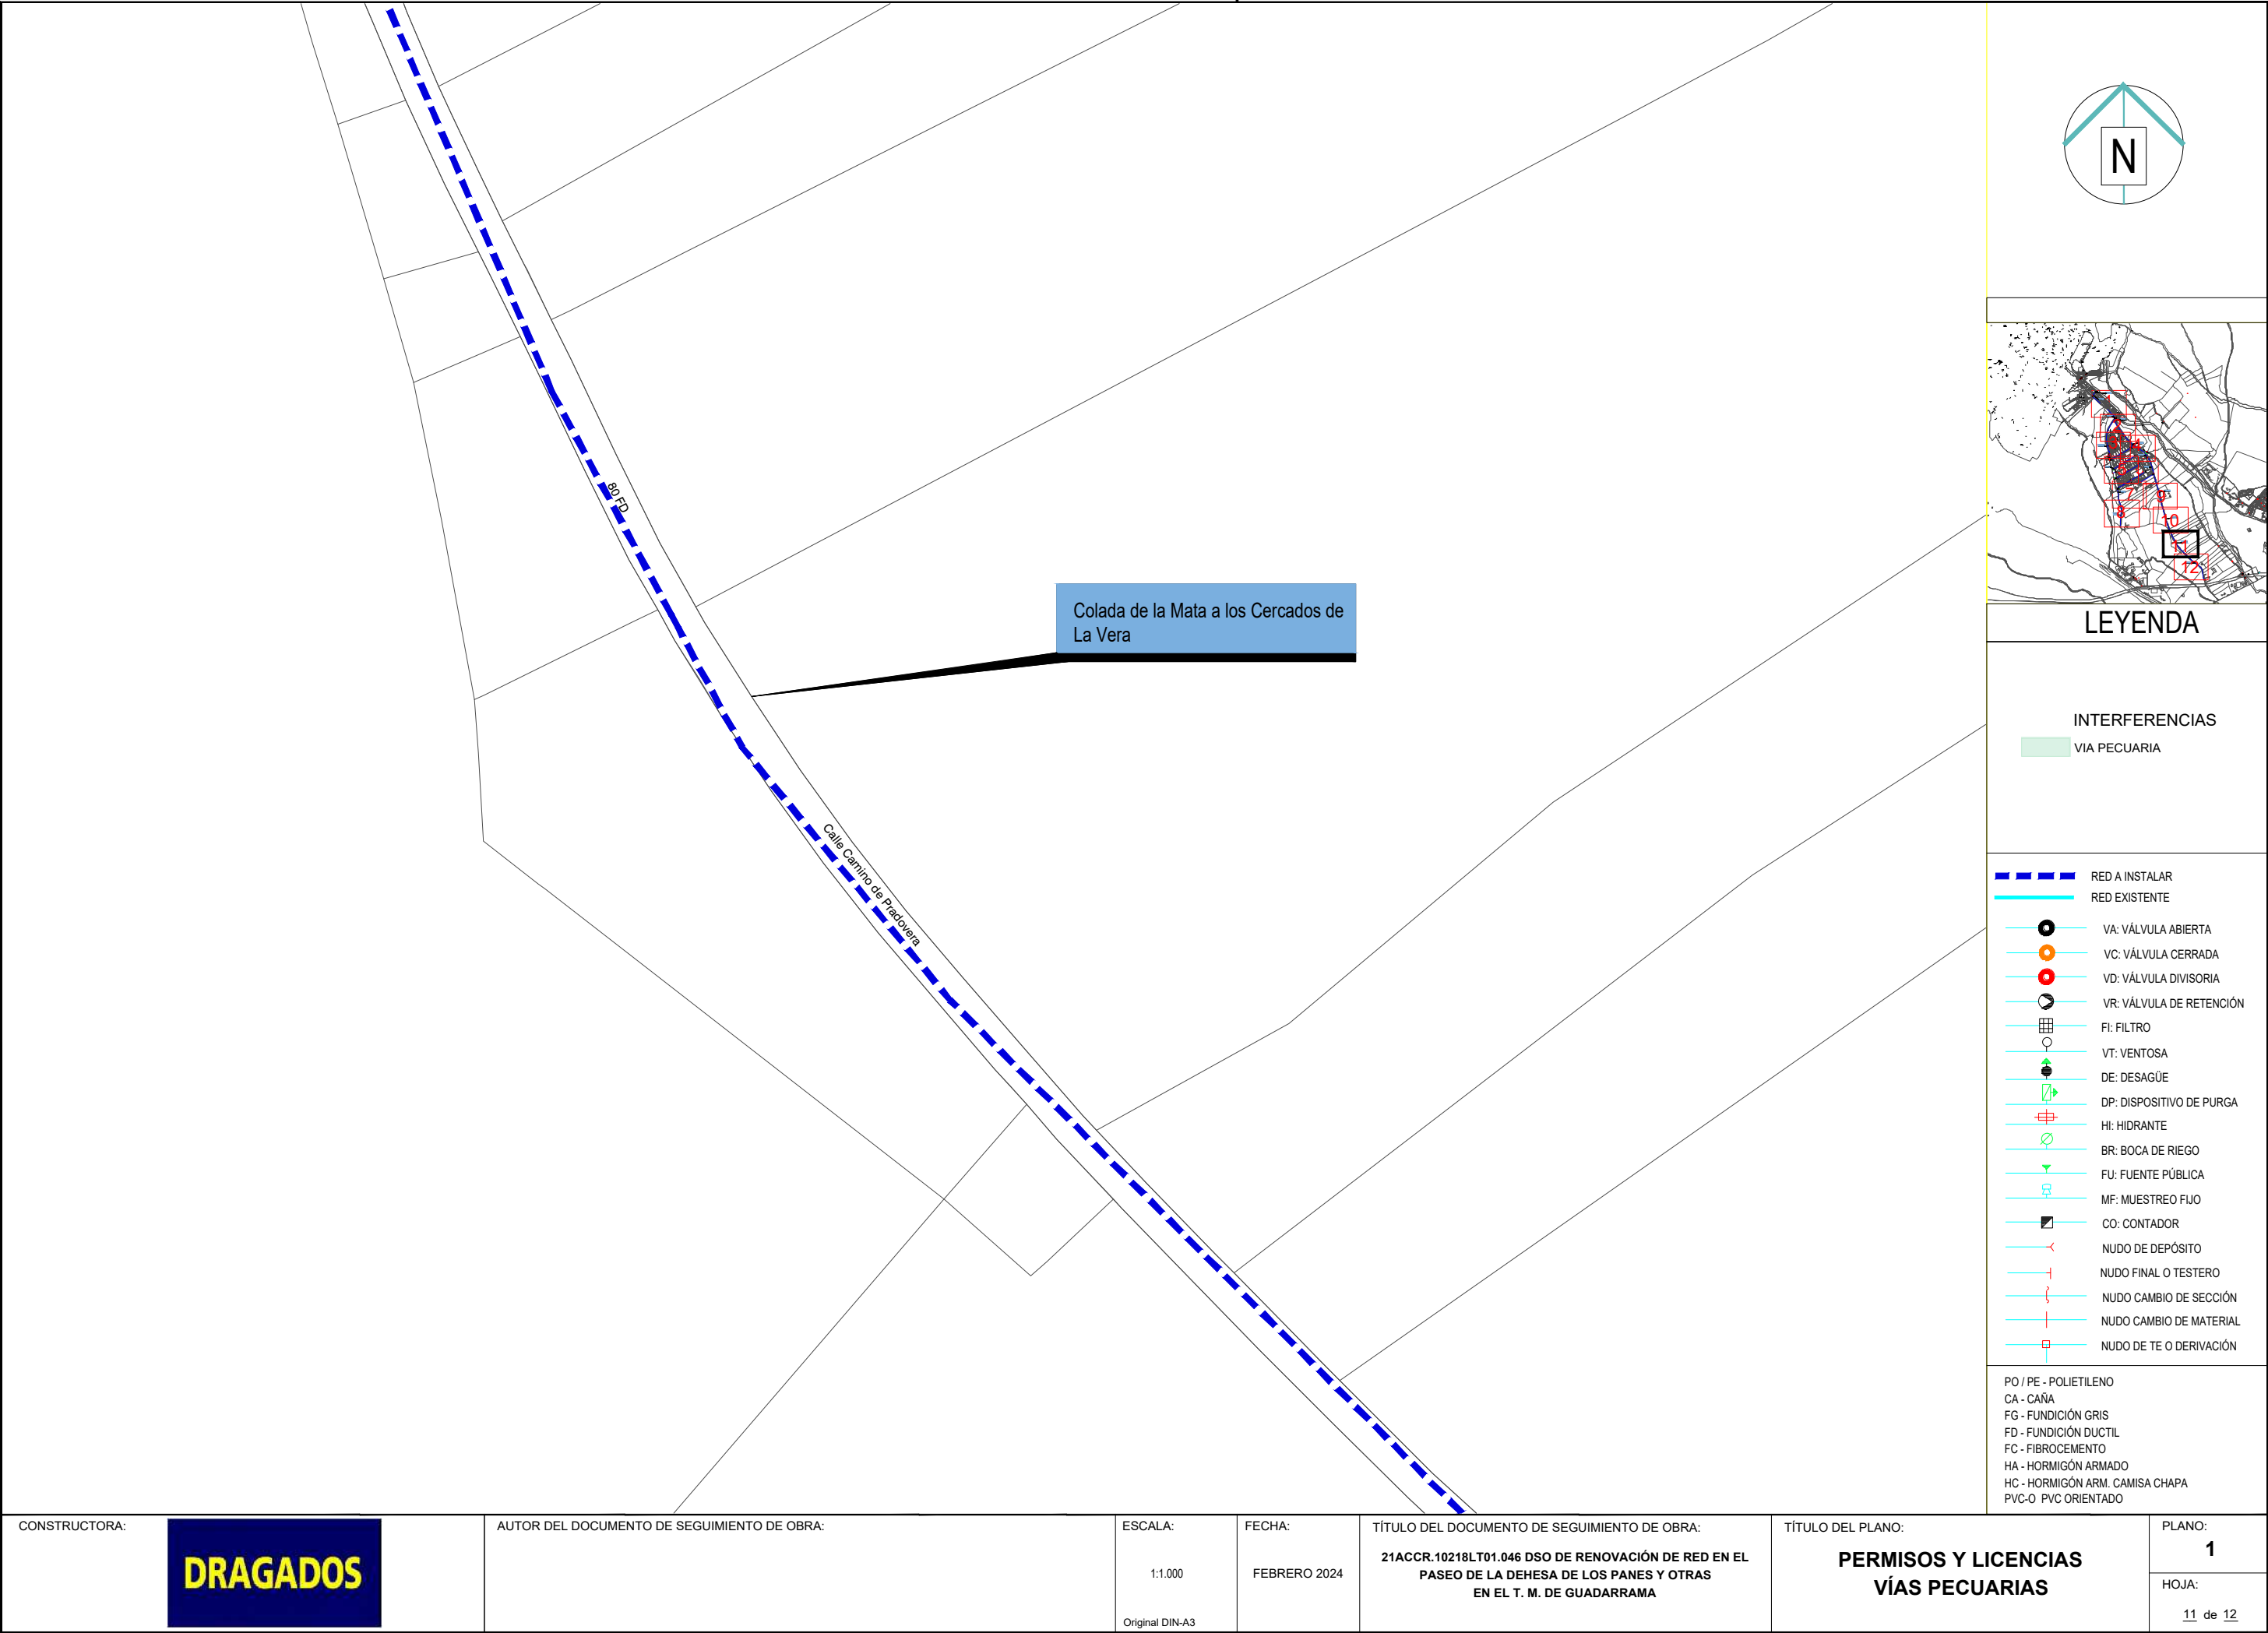 80 FD
Colada de la Mata a los Cercados de
La Vera
Calle Camino de Pradovera
N
1
7
9
8
10
11
12
LEYENDA
INTERFERENCIAS
VIA PECUARIA
RED A INSTALAR
RED EXISTENTE
VA: VÁLVULA ABIERTA
VC: VÁLVULA CERRADA
VD: VÁLVULA DIVISORIA
VR: VÁLVULA DE RETENCIÓN
FI: FILTRO
VT: VENTOSA
DE: DESAGÜE
DP: DISPOSITIVO DE PURGA
HI: HIDRANTE
BR: BOCA DE RIEGO
FU: FUENTE PÚBLICA
MF: MUESTREO FIJO
CO: CONTADOR
NUDO DE DEPÓSITO
NUDO FINAL O TESTERO
NUDO CAMBIO DE SECCIÓN
NUDO CAMBIO DE MATERIAL
NUDO DE TE O DERIVACIÓN
PO / PE - POLIETILENO
CA - CAÑA
FG - FUNDICIÓN GRIS
FD - FUNDICIÓN DUCTIL
FC - FIBROCEMENTO
HA - HORMIGÓN ARMADO
HC - HORMIGÓN ARM. CAMISA CHAPA
PVC-O PVC ORIENTADO
CONSTRUCTORA:
DRAGADOS
AUTOR DEL DOCUMENTO DE SEGUIMIENTO DE OBRA:
ESCALA:
1:1.000
Original DIN-A3
FECHA:
FEBRERO 2024
TÍTULO DEL DOCUMENTO DE SEGUIMIENTO DE OBRA:
21ACCR.10218LT01.046 DSO DE RENOVACIÓN DE RED EN EL
PASEO DE LA DEHESA DE LOS PANES Y OTRAS
EN EL T. M. DE GUADARRAMA
TÍTULO DEL PLANO:
PERMISOS Y LICENCIAS
VÍAS PECUARIAS
PLANO:
1
HOJA:
11 de 12